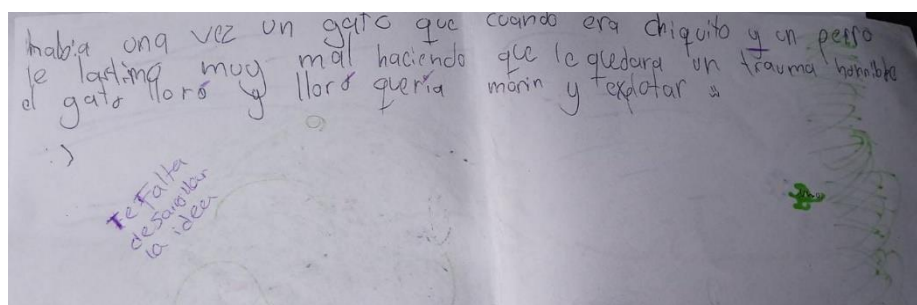 había una vez un gato que cuando era chiquito y un perro
le lastimo muy mal haciendo que le quedara un trauma horrible
el gato lloró y lloró quería morir y explotar
:)
Te Falta
desarollar
la idea